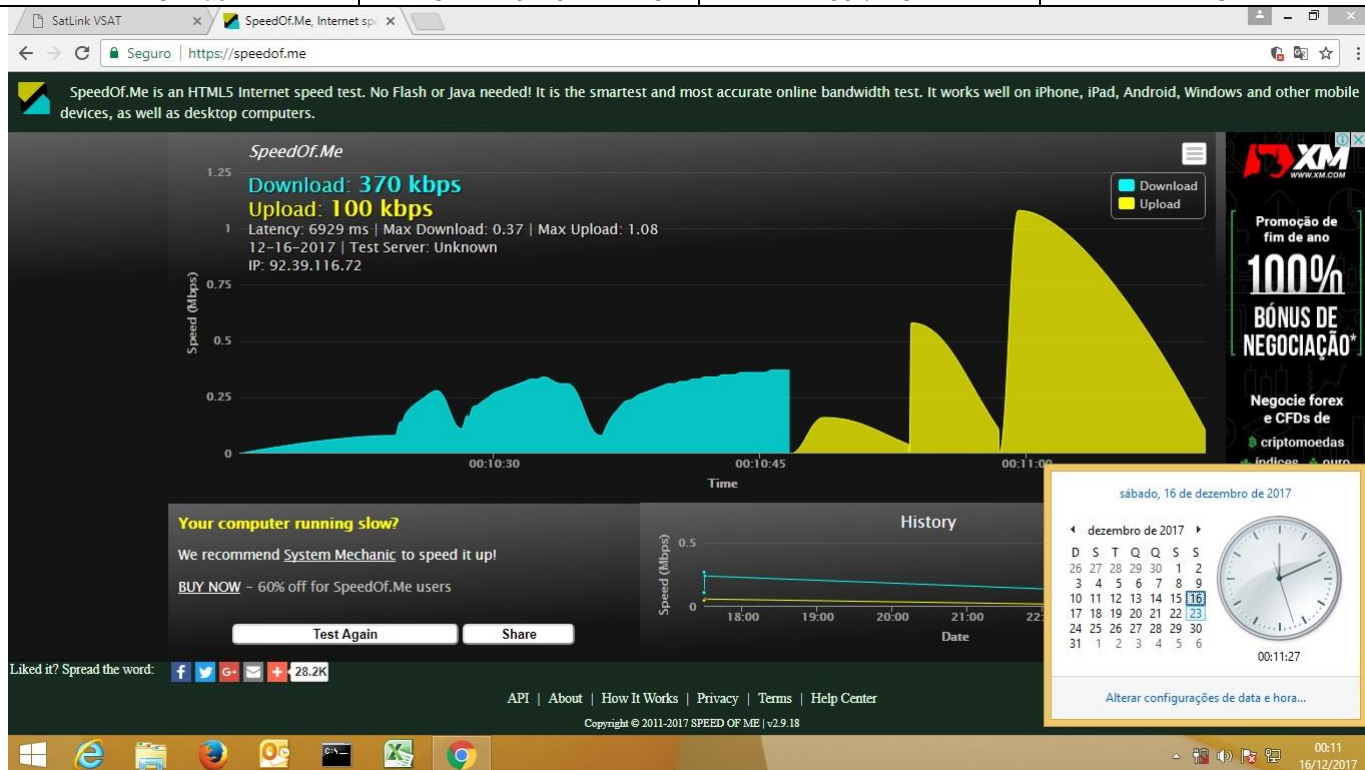 SatLink VSAT
SpeedOf.Me, Internet spe
Seguro | https://speedof.me
SpeedOf.Me is an HTML5 Internet speed test. No Flash or Java needed! It is the smartest and most accurate online bandwidth test. It works well on iPhone, iPad, Android, Windows and other mobile
devices, as well as desktop computers.
SpeedOf.Me
Download: 370 kbps
Upload: 100 kbps
Latency: 6929 ms | Max Download: 0.37 | Max Upload: 1.08
12-16-2017 | Test Server: Unknown
IP: 92.39.116.72
Download
Upload
1.25
1
0.75
0.5
0.25
0
Speed (Mbps)
00:10:30 00:10:45 00:11:00
Time
XM
WWW.XM.COM
Promoção de
fim de ano
100%
BÓNUS DE
NEGOCIAÇÃO*
Negocie forex
e CFDs de
criptomoedas
índices ouro
Your computer running slow?
We recommend System Mechanic to speed it up!
BUY NOW – 60% off for SpeedOf.Me users
Test Again
Share
History
Speed (Mbps)
0.5
0
18:00 19:00 20:00 21:00 22:
Date
sábado, 16 de dezembro de 2017
dezembro de 2017
D S T Q Q S S
26 27 28 29 30 1 2
3 4 5 6 7 8 9
10 11 12 13 14 15 16
17 18 19 20 21 22 23
24 25 26 27 28 29 30
31 1 2 3 4 5 6
00:11:27
Alterar configurações de data e hora...
Liked it? Spread the word:
28.2K
API | About | How It Works | Privacy | Terms | Help Center
Copyright © 2011-2017 SPEED OF ME | v2.9.18
00:11
16/12/2017